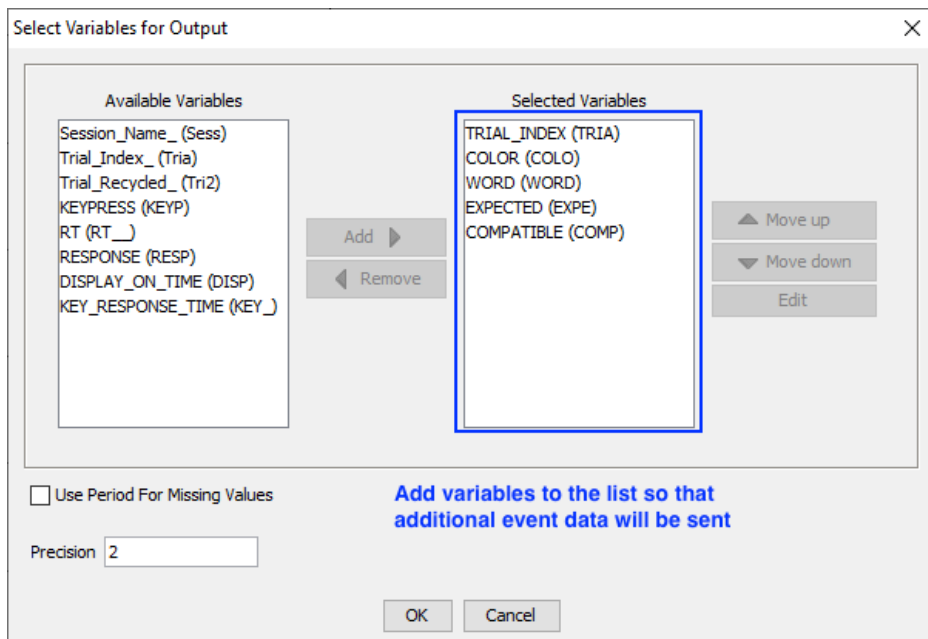 Select Variables for Output
Available Variables
Session_Name_ (Sess)
Trial_Index_ (Tria)
Trial_Recycled_ (Tri2)
KEYPRESS (KEYP)
RT (RT__)
RESPONSE (RESP)
DISPLAY_ON_TIME (DISP)
KEY_RESPONSE_TIME (KEY_)
Add
Remove
Selected Variables
TRIAL_INDEX (TRIA)
COLOR (COLO)
WORD (WORD)
EXPECTED (EXPE)
COMPATIBLE (COMP)
Move up
Move down
Edit
Use Period For Missing Values
Add variables to the list so that
additional event data will be sent
Precision 2
OK
Cancel